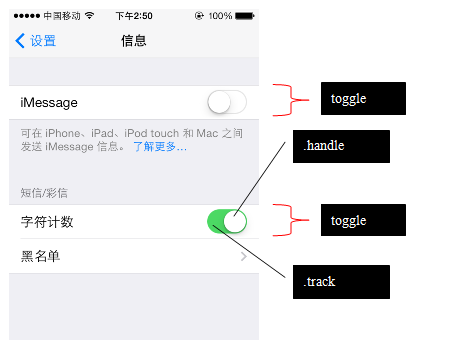 中国移动 下午2:50 100%
设置 信息
iMessage
可在 iPhone、iPad、iPod touch 和 Mac 之间
发送 iMessage 信息。 了解更多...
短信/彩信
字符计数
黑名单
toggle
.handle
toggle
.track